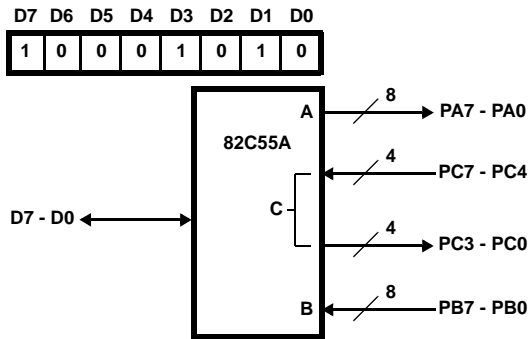 D7 D6 D5 D4 D3 D2 D1 D0
1 0 0 0 1 0 1 0
A 8 PA7 - PA0
82C55A
4 PC7 - PC4
C
D7 - D0
4 PC3 - PC0
B 8 PB7 - PB0